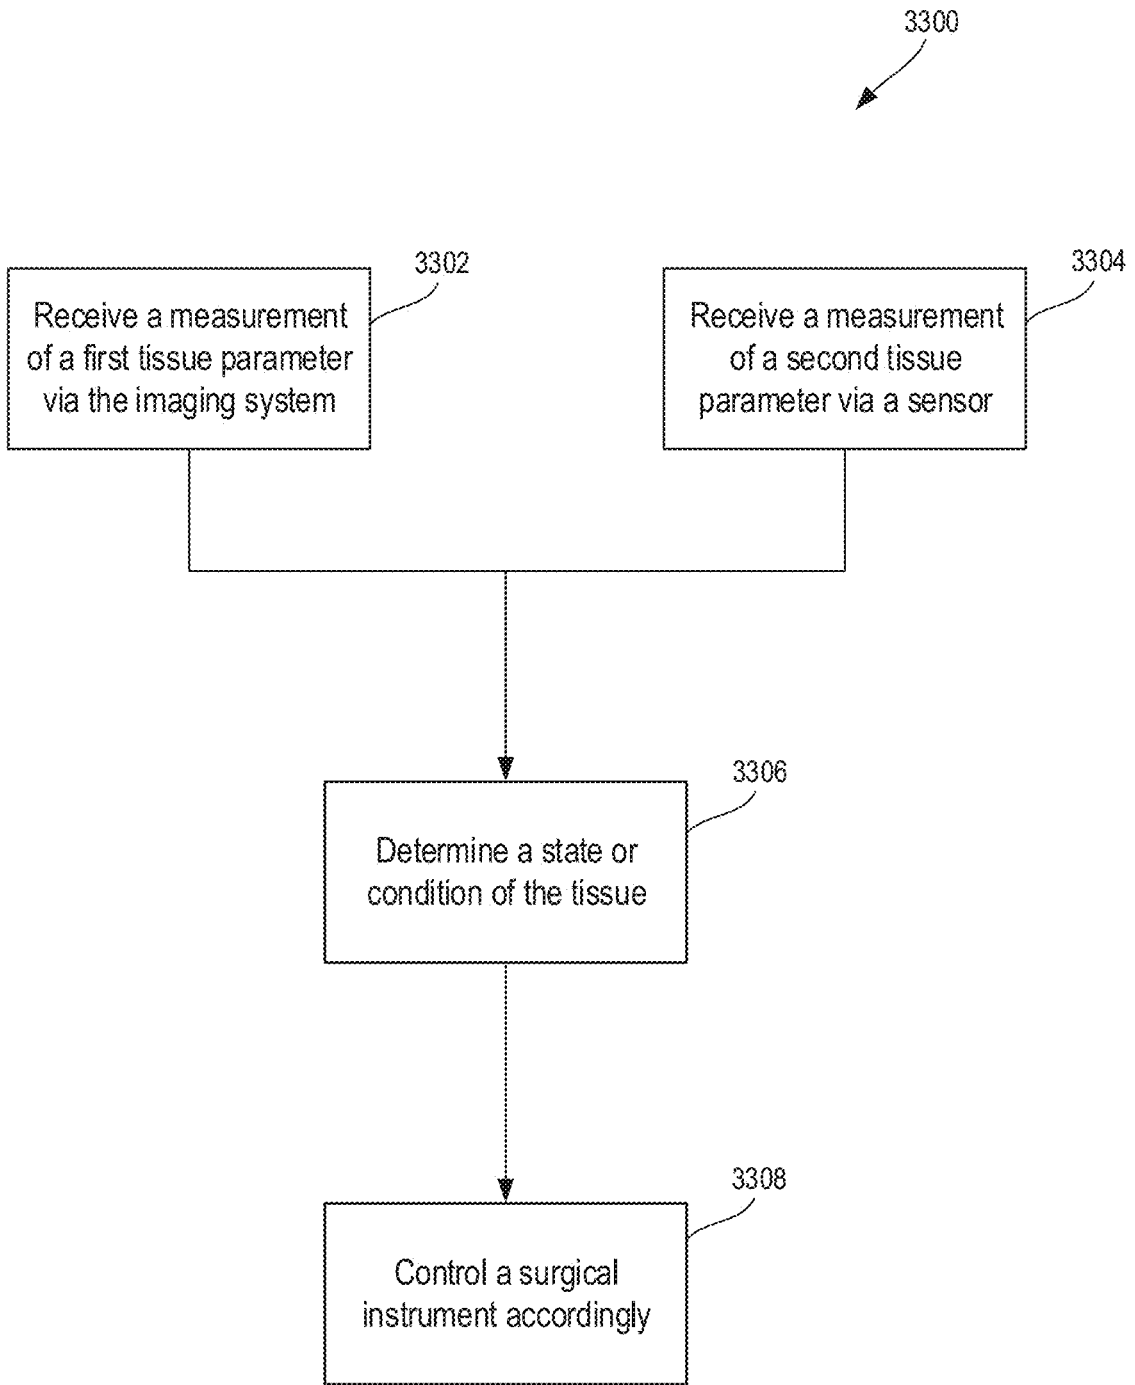 3300
3302
Receive a measurement
of a first tissue parameter
via the imaging system
3304
Receive a measurement
of a second tissue
parameter via a sensor
3306
Determine a state or
condition of the tissue
3308
Control a surgical
instrument accordingly